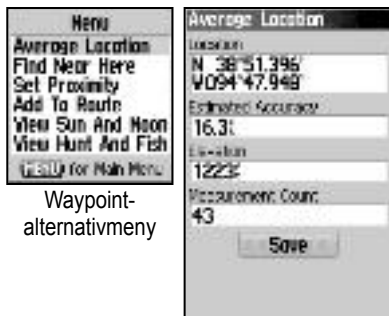 Menu
Average Location
Find Near Here
Set Proximity
Add To Route
View Sun And Moon
View Hunt And Fish
MENU for Main Menu
Waypoint-
alternativmeny
Average Location
Location
N 38°51.396'
W094°47.948'
Estimated Accuracy
16.3
Elevation
Measurement Count
43
Save